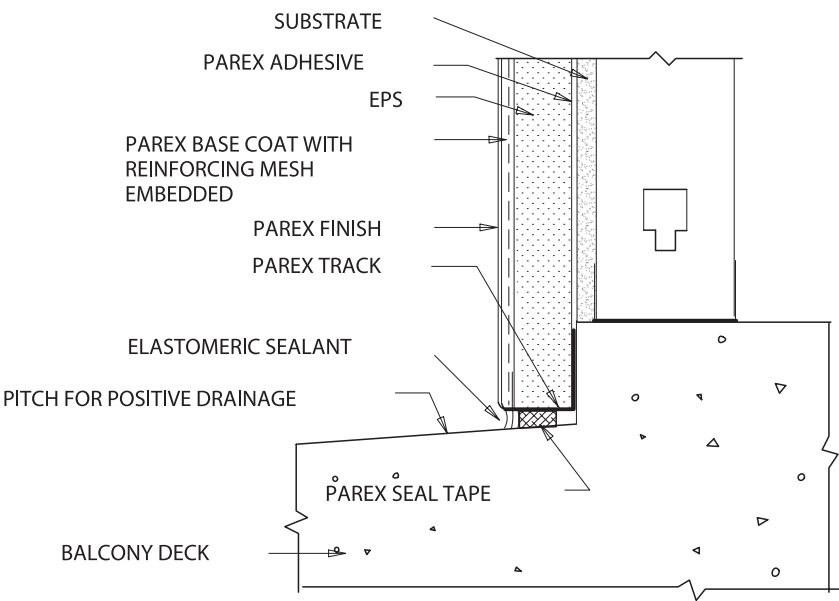 SUBSTRATE
PAREX ADHESIVE
EPS
PAREX BASE COAT WITH
REINFORCING MESH
EMBEDDED
PAREX FINISH
PAREX TRACK
ELASTOMERIC SEALANT
PITCH FOR POSITIVE DRAINAGE
PAREX SEAL TAPE
BALCONY DECK